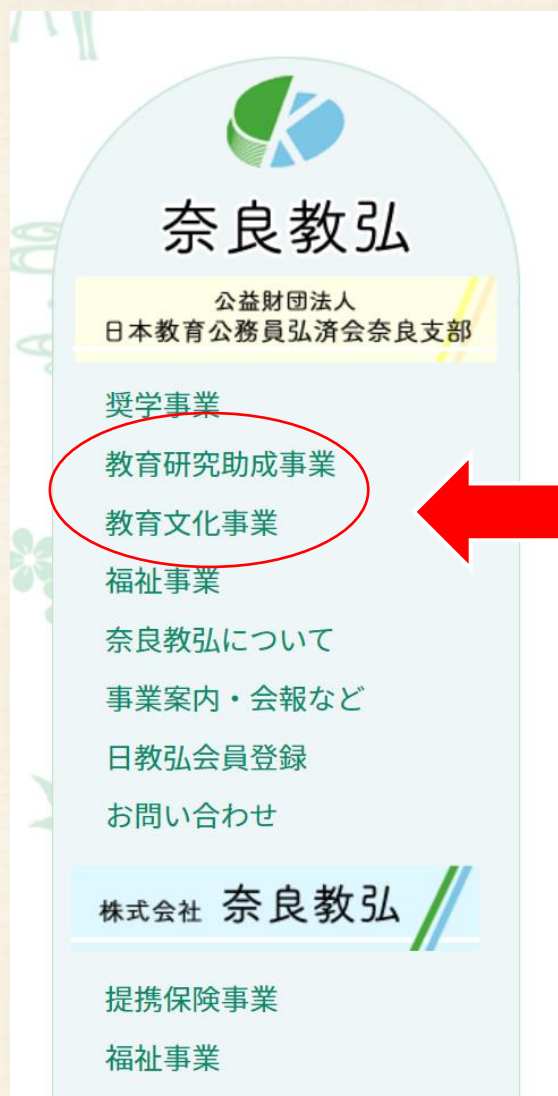 奈良教弘
公益財団法人
日本教育公務員弘済会奈良支部
奨学事業
教育研究助成事業
教育文化事業
福祉事業
奈良教弘について
事業案内・会報など
日教弘会員登録
お問い合わせ
株式会社 奈良教弘
提携保険事業
福祉事業